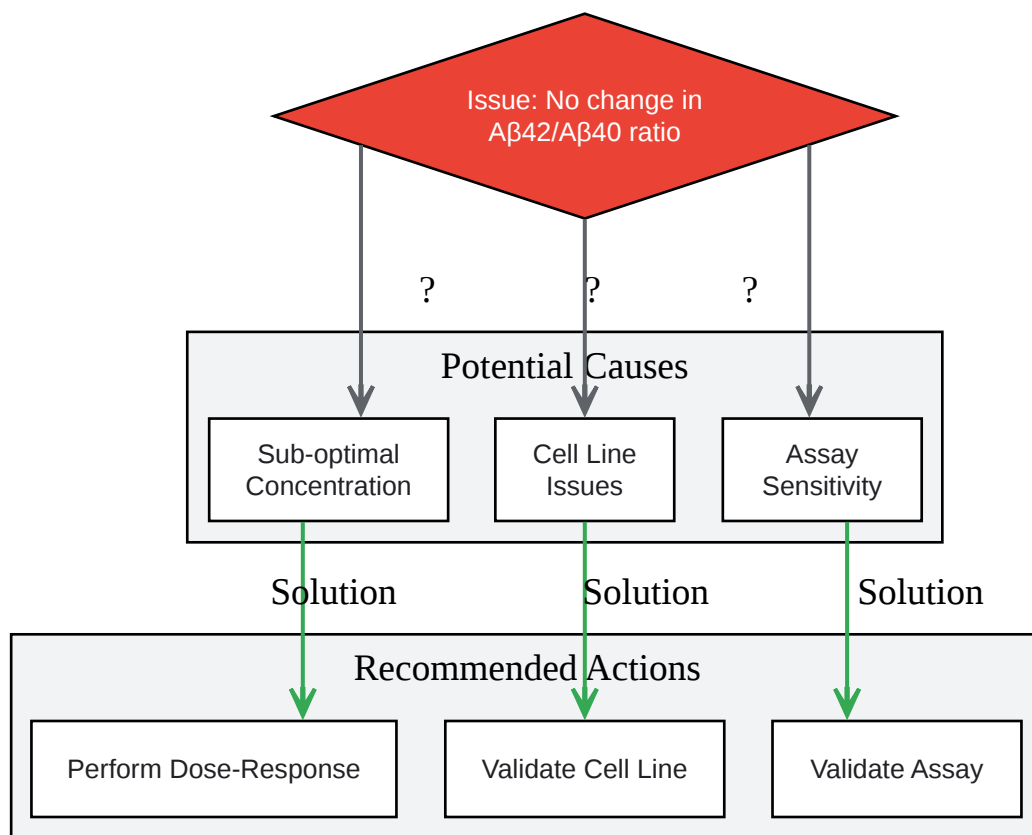 Issue: No change in
Aβ42/Aβ40 ratio
? ? ?
Potential Causes
Sub-optimal
Concentration
Cell Line
Issues
Assay
Sensitivity
Solution Solution Solution
Recommended Actions
Perform Dose-Response
Validate Cell Line
Validate Assay